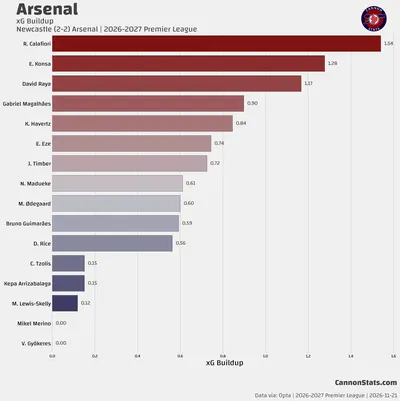 Arsenal
xG Buildup
Newcastle (2-2) Arsenal | 2026-2027 Premier League
R. Calafiori 1.54
E. Konsa 1.28
David Raya 1.17
Gabriel Magalhães 0.90
K. Havertz 0.84
E. Eze 0.74
J. Timber 0.72
N. Madueke 0.61
M. Ødegaard 0.60
Bruno Guimarães 0.59
D. Rice 0.56
C. Tzolis 0.15
Kepa Arrizabalaga 0.15
M. Lewis-Skelly 0.12
Mikel Merino 0.00
V. Gyökeres 0.00
0.0 0.2 0.4 0.6 0.8 1.0 1.2 1.4 1.6
xG Buildup
CannonStats.com
Data via: Opta | 2026-2027 Premier League | 2026-11-21